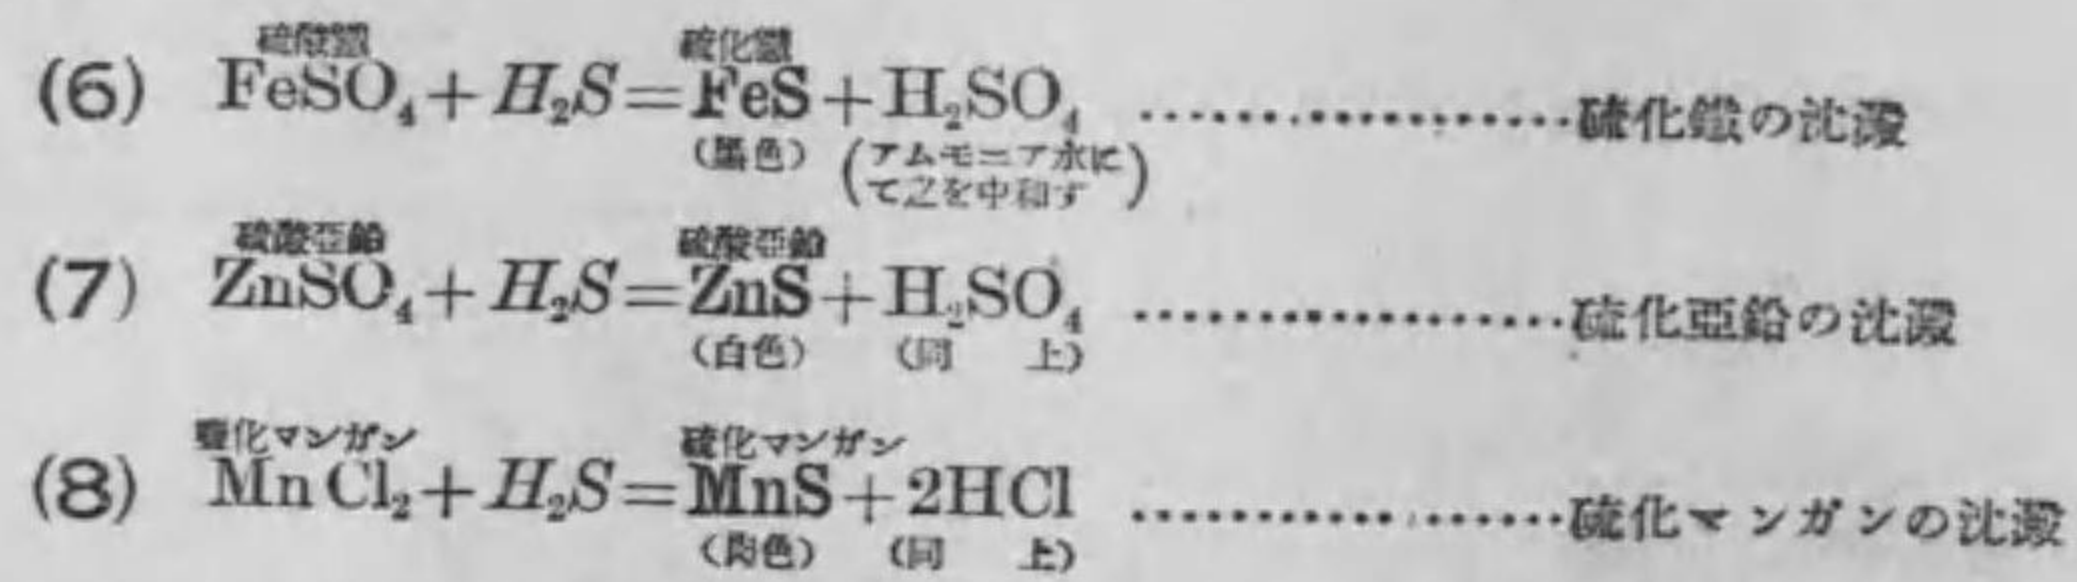 硫酸鐵 硫化鐵
(6) FeSO₄+H₂S=FeS+H₂SO₄ ……………………硫化鐵の沈澱
(黑色) (アムモニア水に
て之を中和す)
硫酸亞鉛 硫酸亞鉛
(7) ZnSO₄+H₂S=ZnS+H₂SO₄ ……………………硫化亞鉛の沈澱
(白色) (同 上)
鹽化マンガン 硫化マンガン
(8) MnCl₂+H₂S=MnS+2HCl ……………………硫化マンガンの沈澱
(肉色) (同 上)